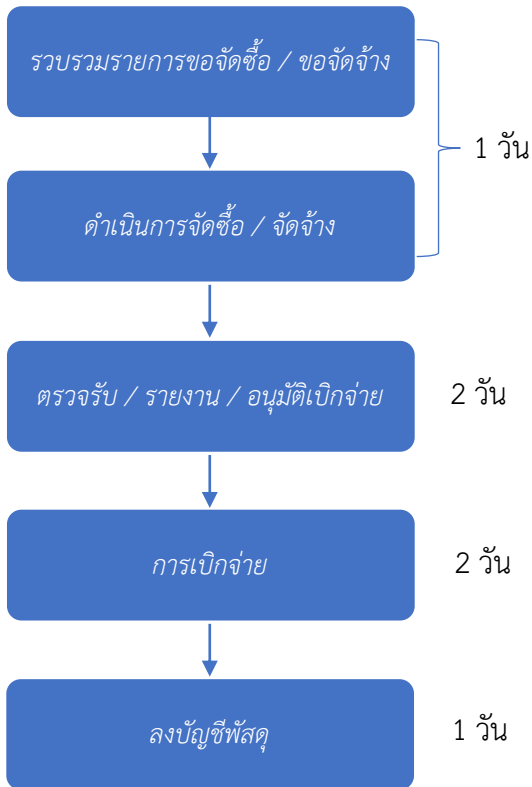 รวบรวมรายการขอจัดซื้อ / ขอจัดจ้าง
1 วัน
ดำเนินการจัดซื้อ / จัดจ้าง
ตรวจรับ / รายงาน / อนุมัติเบิกจ่าย
2 วัน
การเบิกจ่าย
2 วัน
ลงบัญชีพัสดุ
1 วัน